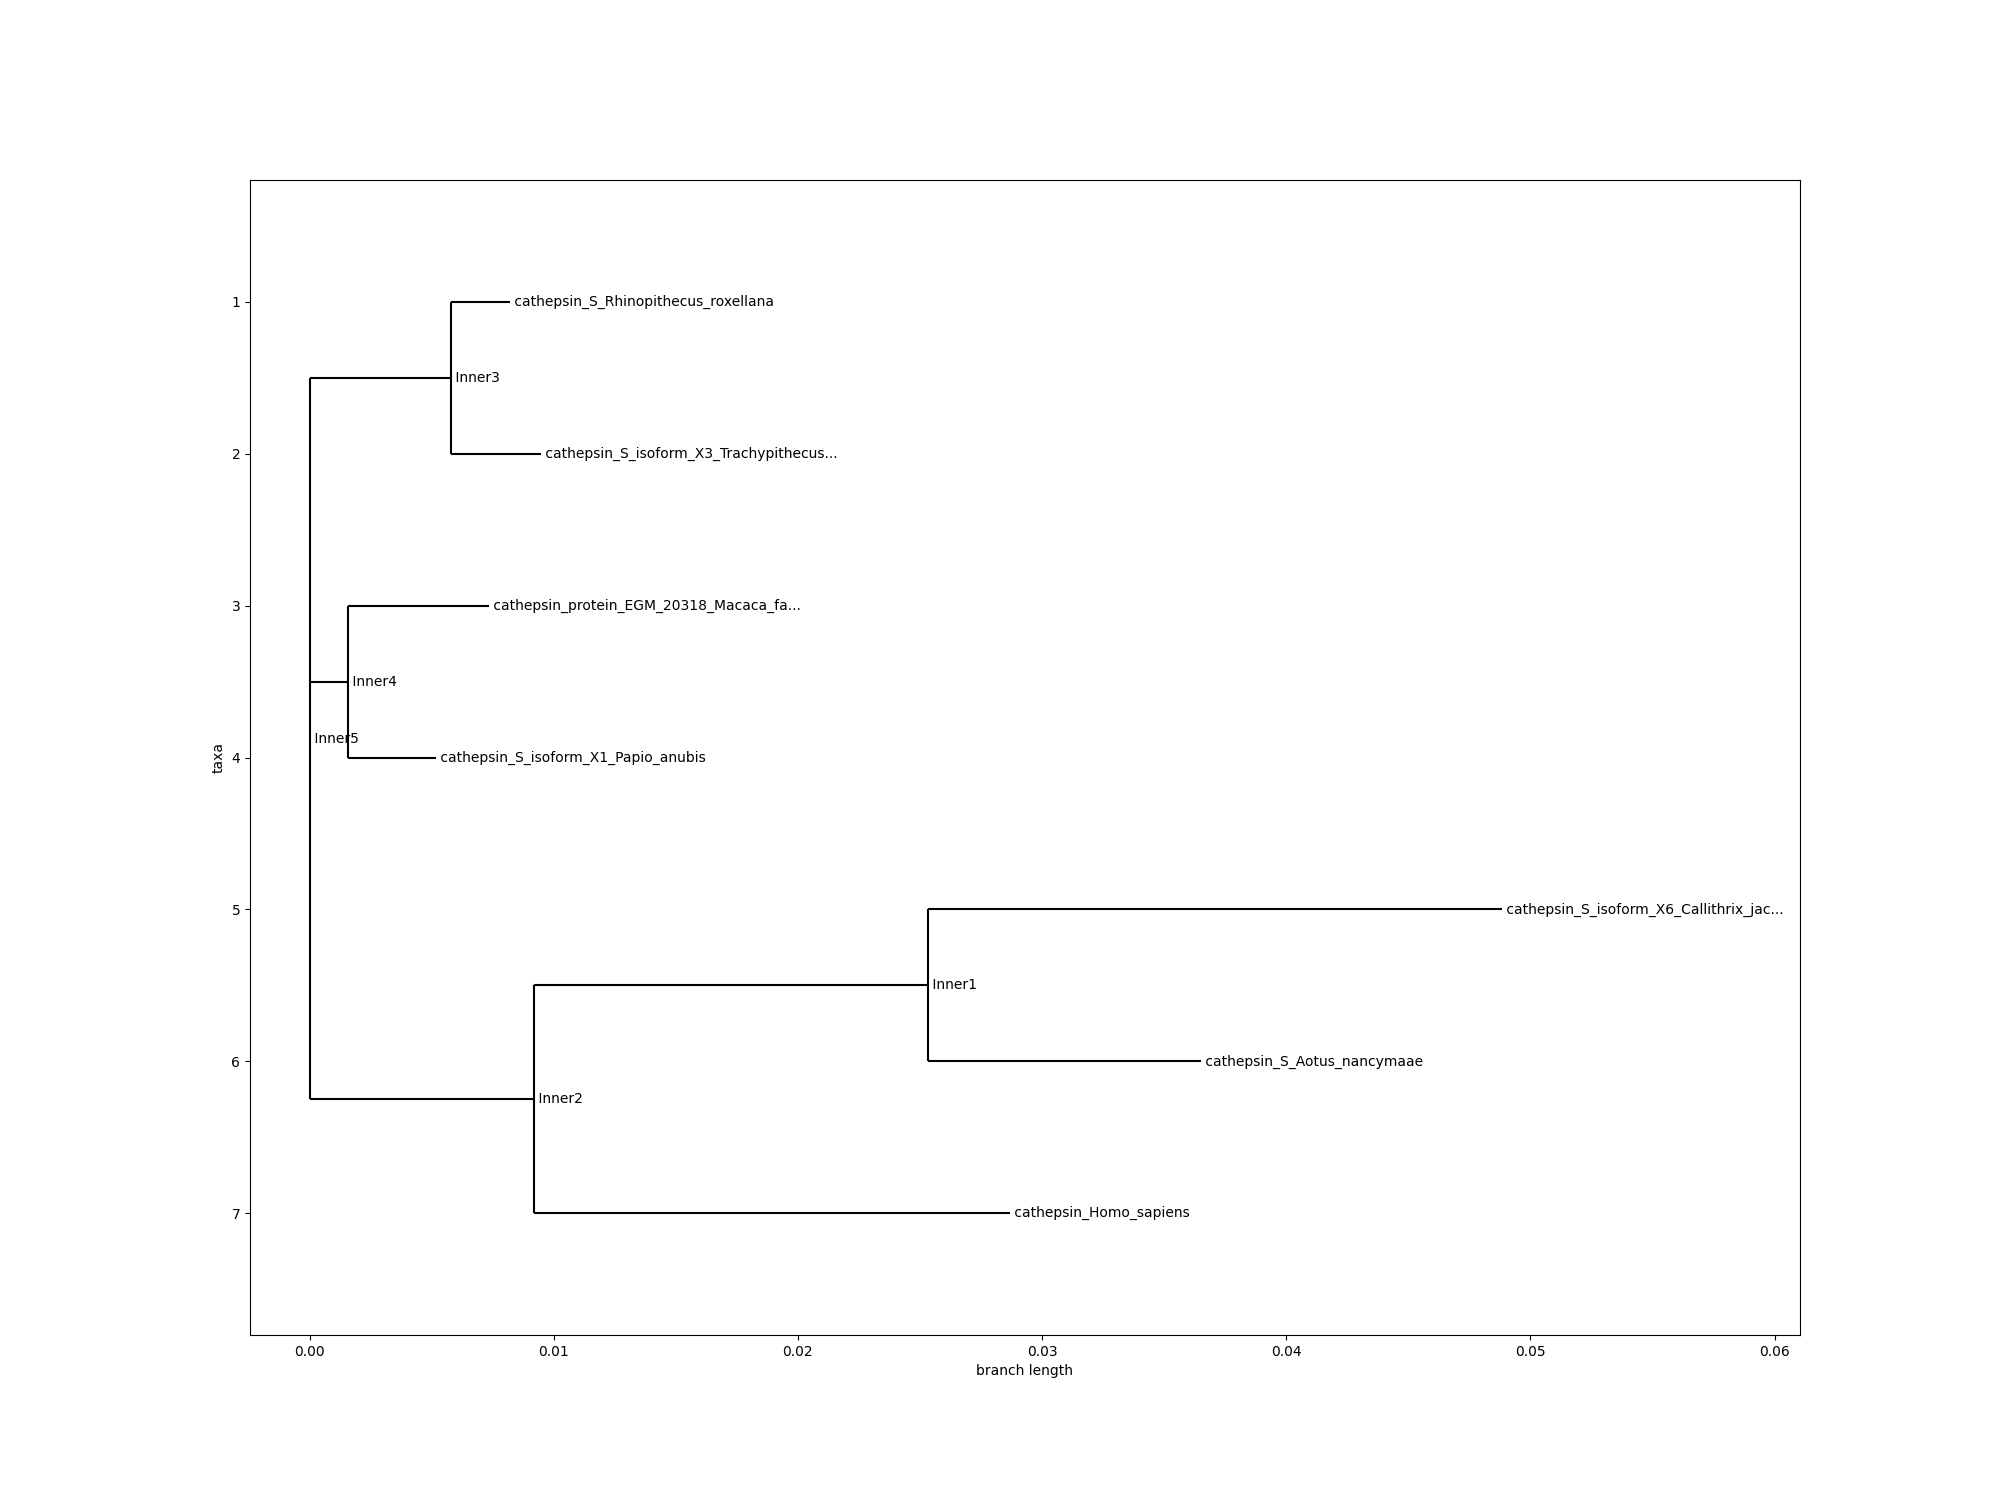 1
cathepsin_S_Rhinopithecus_roxellana
Inner3
2
cathepsin_S_isoform_X3_Trachypithecus...
3
cathepsin_protein_EGM_20318_Macaca_fa...
Inner4
Inner5
taxa
4
cathepsin_S_isoform_X1_Papio_anubis
5
cathepsin_S_isoform_X6_Callithrix_jac...
Inner1
6
cathepsin_S_Aotus_nancymaae
Inner2
7
cathepsin_Homo_sapiens
0.00 0.01 0.02 0.03 0.04 0.05 0.06
branch length